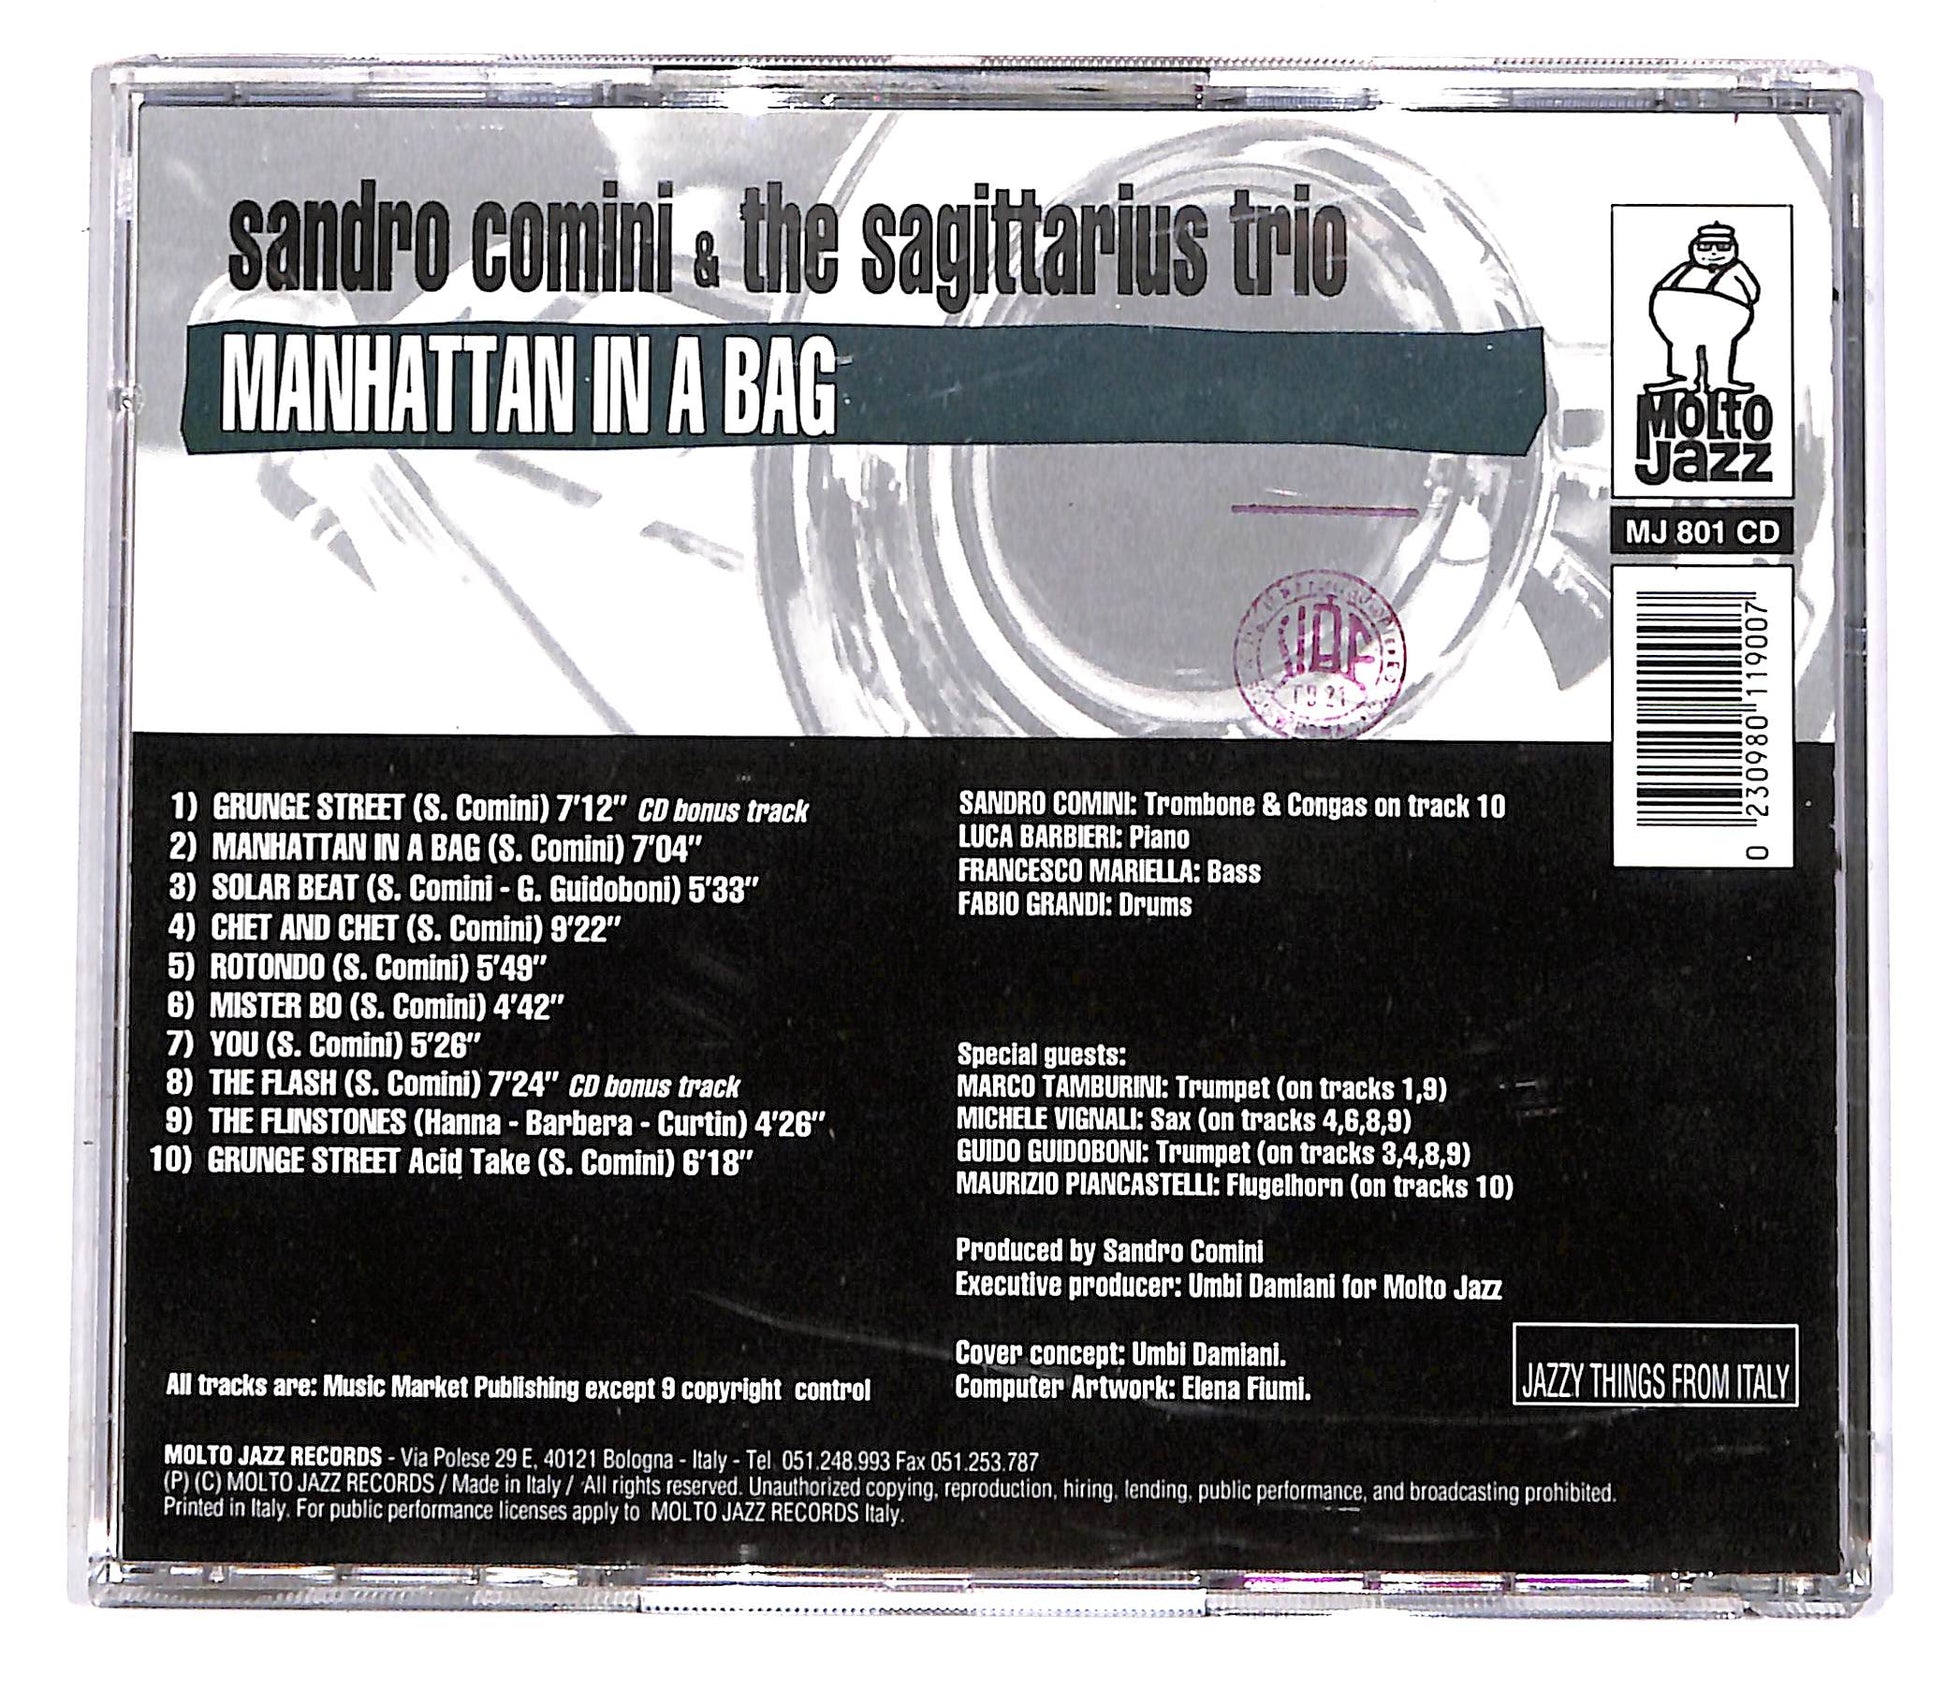 sandro comini & the sagittarius trio
MANHATTAN IN A BAG
Molto
Jazz
MJ 801 CD
0 230980 119007
1) GRUNGE STREET (S. Comini) 7'12" CD bonus track
2) MANHATTAN IN A BAG (S. Comini) 7'04"
3) SOLAR BEAT (S. Comini - G. Guidoboni) 5'33"
4) CHET AND CHET (S. Comini) 9'22"
5) ROTONDO (S. Comini) 5'49"
6) MISTER BO (S. Comini) 4'42"
7) YOU (S. Comini) 5'26"
8) THE FLASH (S. Comini) 7'24" CD bonus track
9) THE FLINSTONES (Hanna - Barbera - Curtin) 4'26"
10) GRUNGE STREET Acid Take (S. Comini) 6'18"
All tracks are: Music Market Publishing except 9 copyright control
SANDRO COMINI: Trombone & Congas on track 10
LUCA BARBIERI: Piano
FRANCESCO MARIELLA: Bass
FABIO GRANDI: Drums
Special guests:
MARCO TAMBURINI: Trumpet (on tracks 1,9)
MICHELE VIGNALI: Sax (on tracks 4,6,8,9)
GUIDO GUIDOBONI: Trumpet (on tracks 3,4,8,9)
MAURIZIO PIANCASTELLI: Flugelhorn (on tracks 10)
Produced by Sandro Comini
Executive producer: Umbi Damiani for Molto Jazz
Cover concept: Umbi Damiani.
Computer Artwork: Elena Fiumi.
JAZZY THINGS FROM ITALY
MOLTO JAZZ RECORDS - Via Polese 29 E, 40121 Bologna - Italy - Tel. 051.248.993 Fax 051.253.787
(P) (C) MOLTO JAZZ RECORDS / Made in Italy / All rights reserved. Unauthorized copying, reproduction, hiring, lending, public performance, and broadcasting prohibited.
Printed in Italy. For public performance licenses apply to MOLTO JAZZ RECORDS Italy.